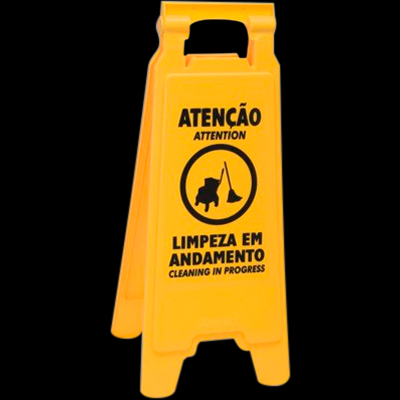 ATENÇÃO
ATTENTION
LIMPEZA EM
ANDAMENTO
CLEANING IN PROGRESS